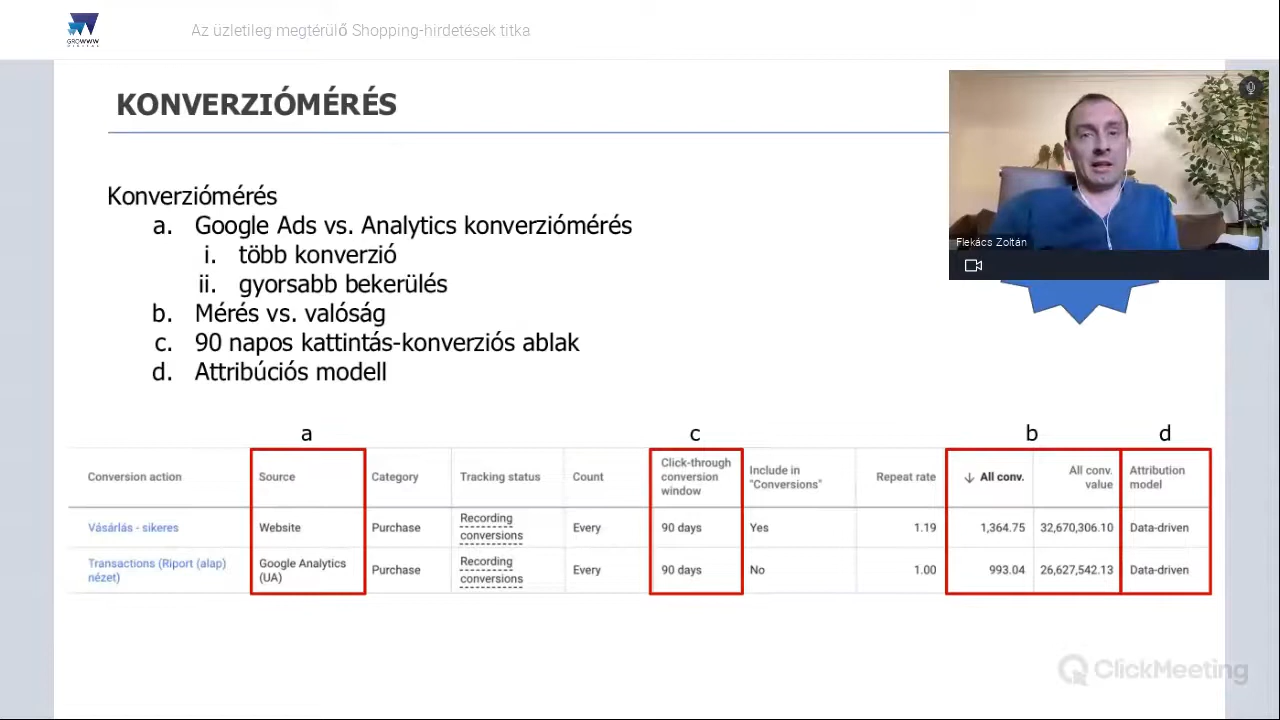 GROWWW
DIGITAL
Az üzletileg megtérülő Shopping-hirdetések titka
KONVERZIÓMÉRÉS
Flekács Zoltán
Konverziómérés
a. Google Ads vs. Analytics konverziómérés
i. több konverzió
ii. gyorsabb bekerülés
b. Mérés vs. valóság
c. 90 napos kattintás-konverziós ablak
d. Attribúciós modell
a c b d
Conversion action Source Category Tracking status Count Click-through conversion window Include in "Conversions" Repeat rate ↓ All conv. All conv. value Attribution model
Vásárlás - sikeres Website Purchase Recording conversions Every 90 days Yes 1.19 1,364.75 32,670,306.10 Data-driven
Transactions (Riport (alap) nézet) Google Analytics (UA) Purchase Recording conversions Every 90 days No 1.00 993.04 26,627,542.13 Data-driven
ClickMeeting